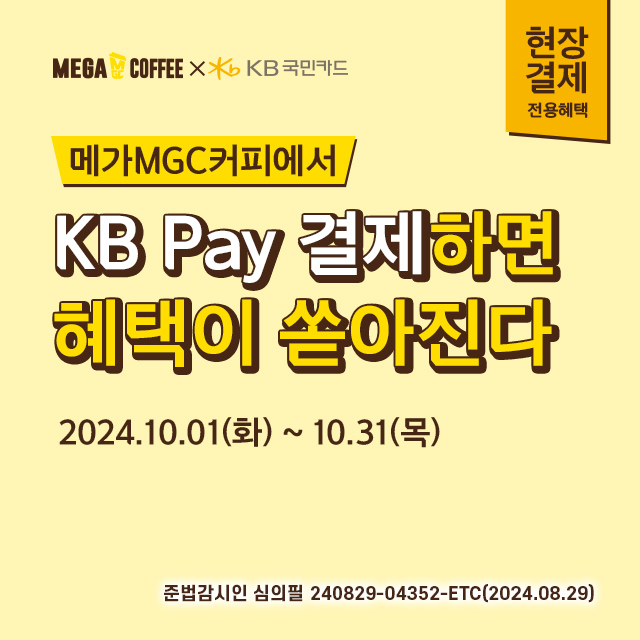 MEGA MGC COFFEE × KB 국민카드
현장
결제
전용혜택
메가MGC커피에서
KB Pay 결제하면
혜택이 쏟아진다
2024.10.01(화) ~ 10.31(목)
준법감시인 심의필 240829-04352-ETC(2024.08.29)